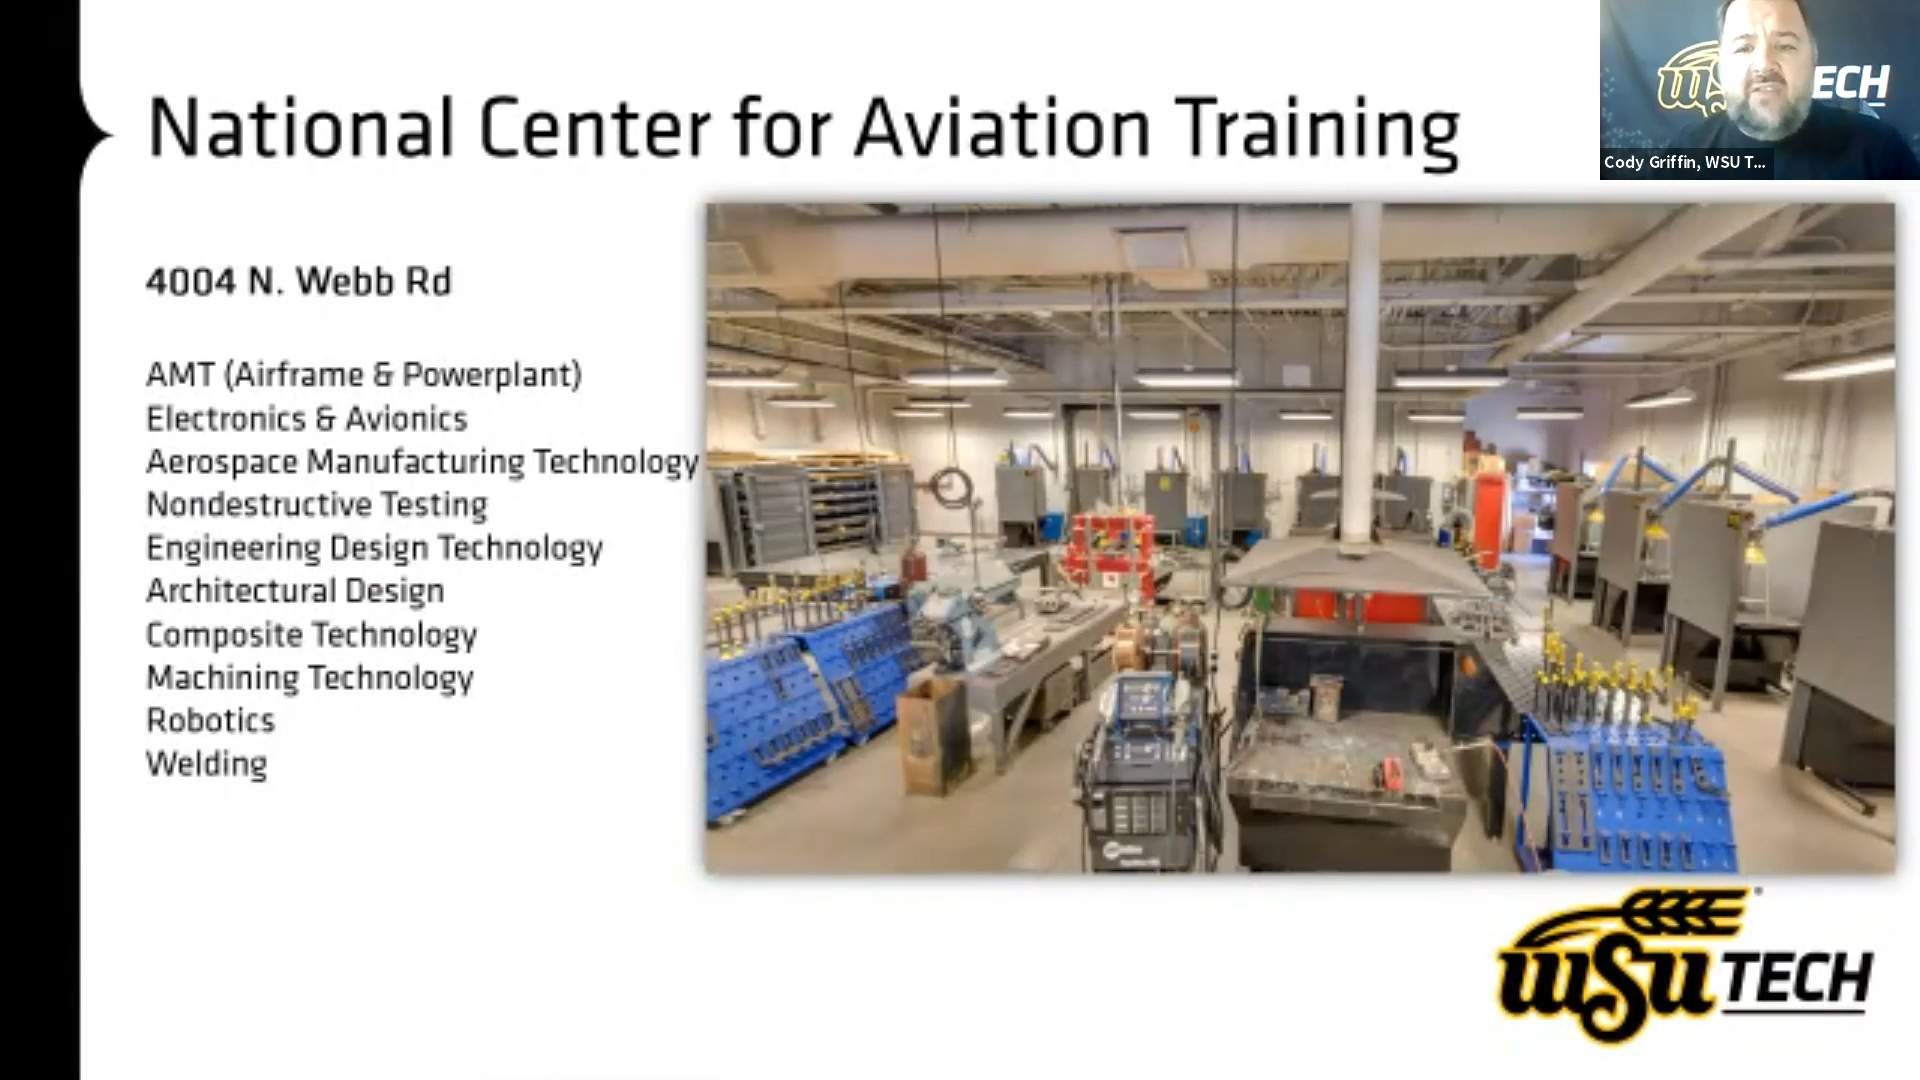 National Center for Aviation Training
ECH
Cody Griffin, WSU T...
4004 N. Webb Rd
AMT (Airframe & Powerplant)
Electronics & Avionics
Aerospace Manufacturing Technology
Nondestructive Testing
Engineering Design Technology
Architectural Design
Composite Technology
Machining Technology
Robotics
Welding
WSU TECH